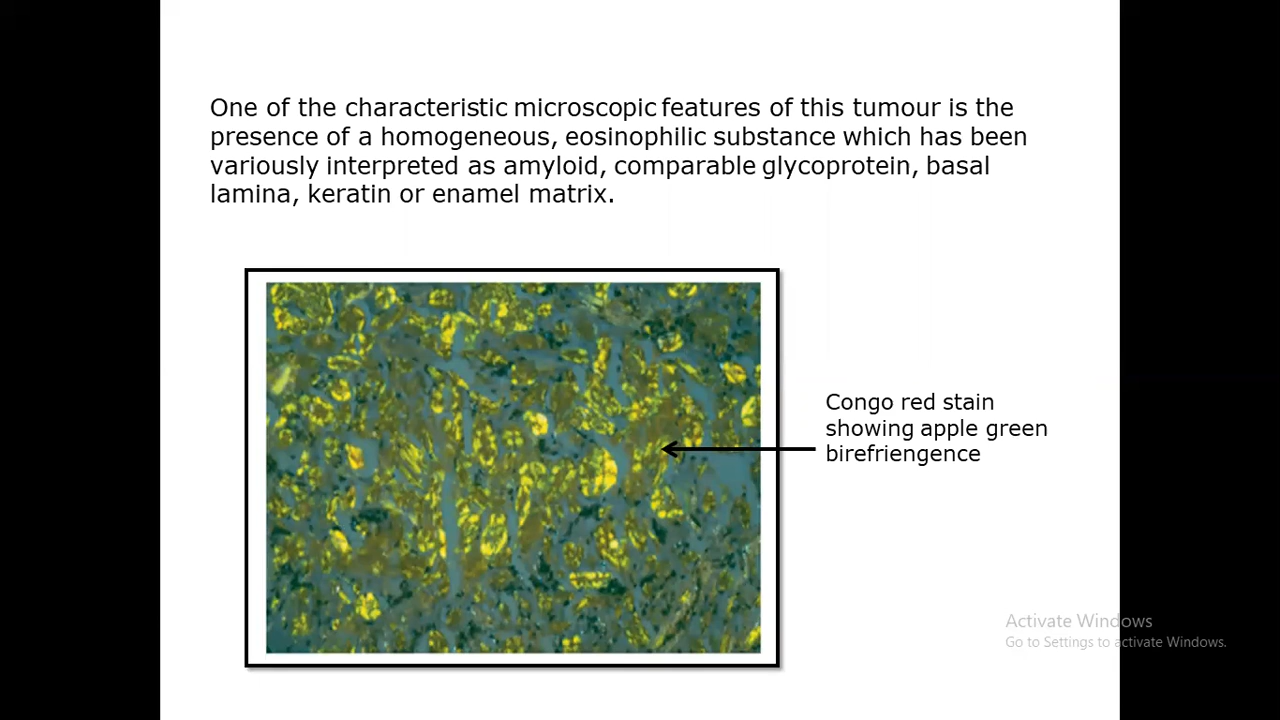 One of the characteristic microscopic features of this tumour is the
presence of a homogeneous, eosinophilic substance which has been
variously interpreted as amyloid, comparable glycoprotein, basal
lamina, keratin or enamel matrix.
Congo red stain
showing apple green
birefriengence
Activate Windows
Go to Settings to activate Windows.